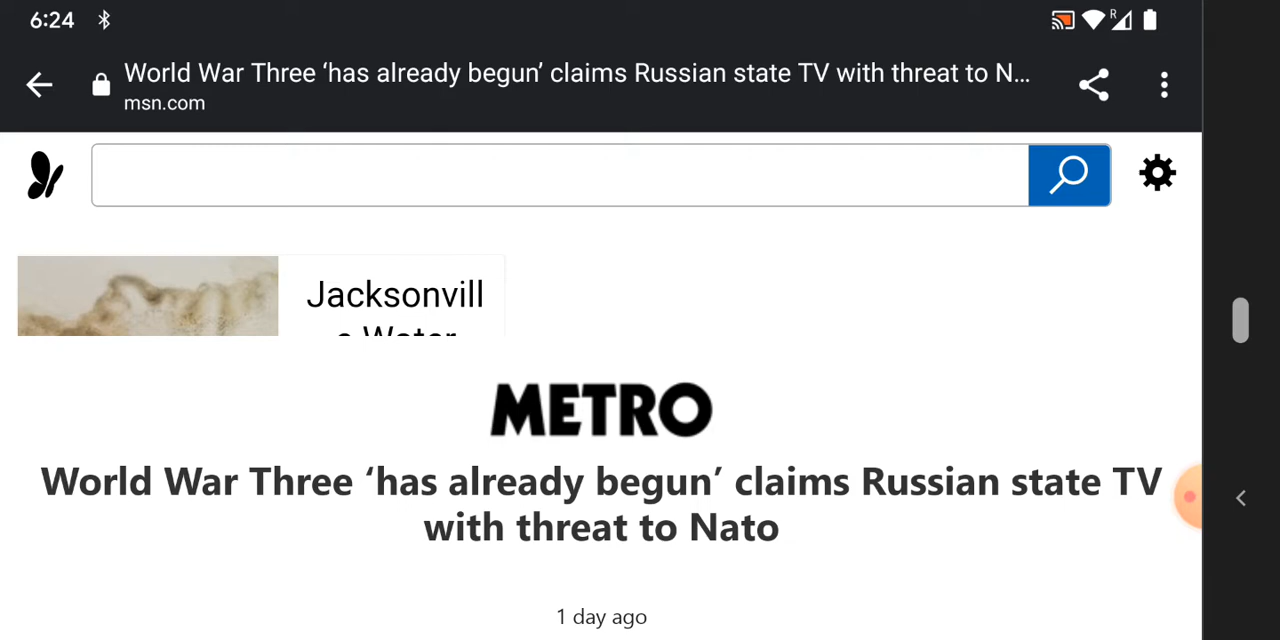 6:24
R
World War Three ‘has already begun’ claims Russian state TV with threat to N...
msn.com
Jacksonvill
e Water
METRO
World War Three ‘has already begun’ claims Russian state TV
with threat to Nato
1 day ago